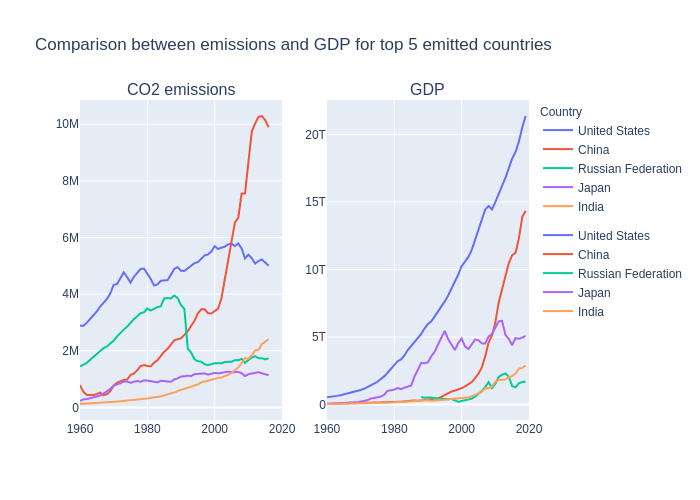 Comparison between emissions and GDP for top 5 emitted countries
CO2 emissions
GDP
10M
8M
6M
4M
2M
0
1960
1980
2000
2020
20T
15T
10T
5T
0
1960
1980
2000
2020
Country
United States
China
Russian Federation
Japan
India
United States
China
Russian Federation
Japan
India